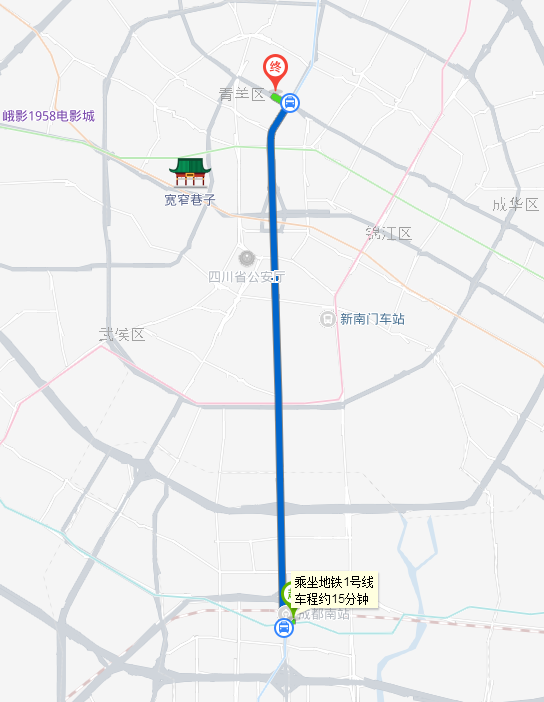 终
青羊区
峨影1958电影城
宽窄巷子
成华区
锦江区
四川省公安厅
新南门车站
武侯区
乘坐地铁1号线
车程约15分钟
成都南站